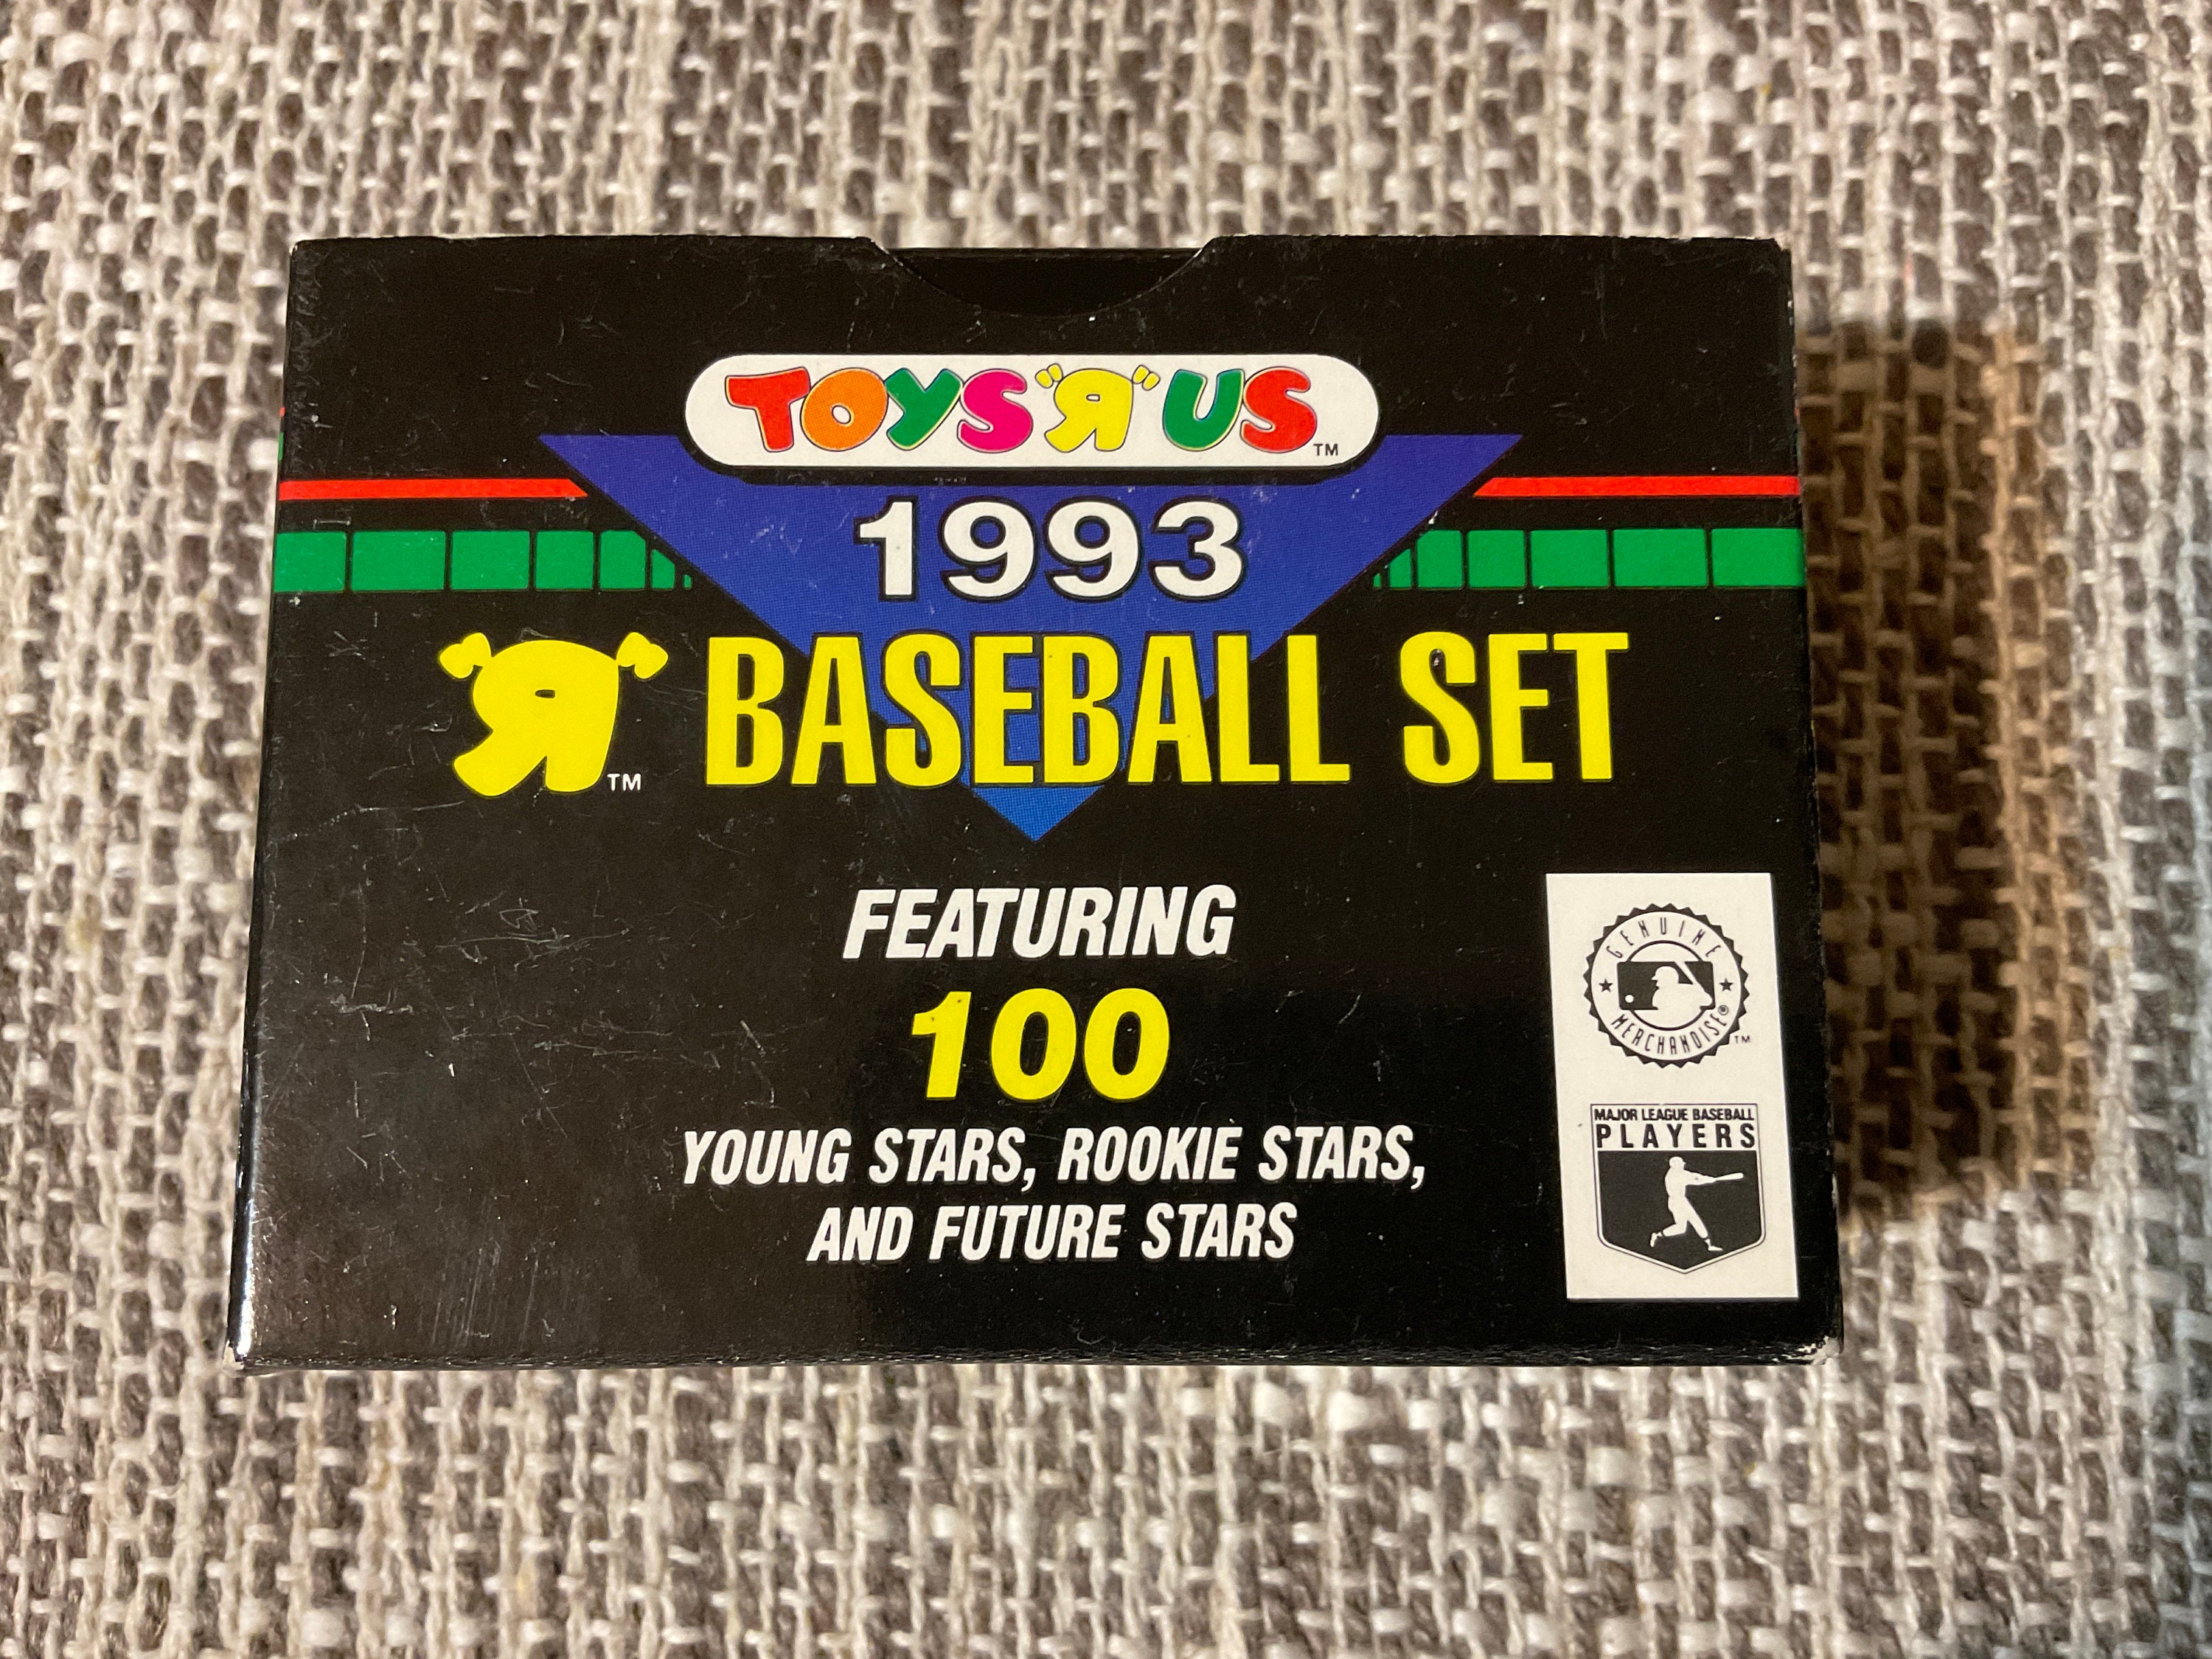 TOYS"Я"US™
1993
Я™ BASEBALL SET
FEATURING
100
YOUNG STARS, ROOKIE STARS,
AND FUTURE STARS
GENUINE
MERCHANDISE®™
MAJOR LEAGUE BASEBALL
PLAYERS